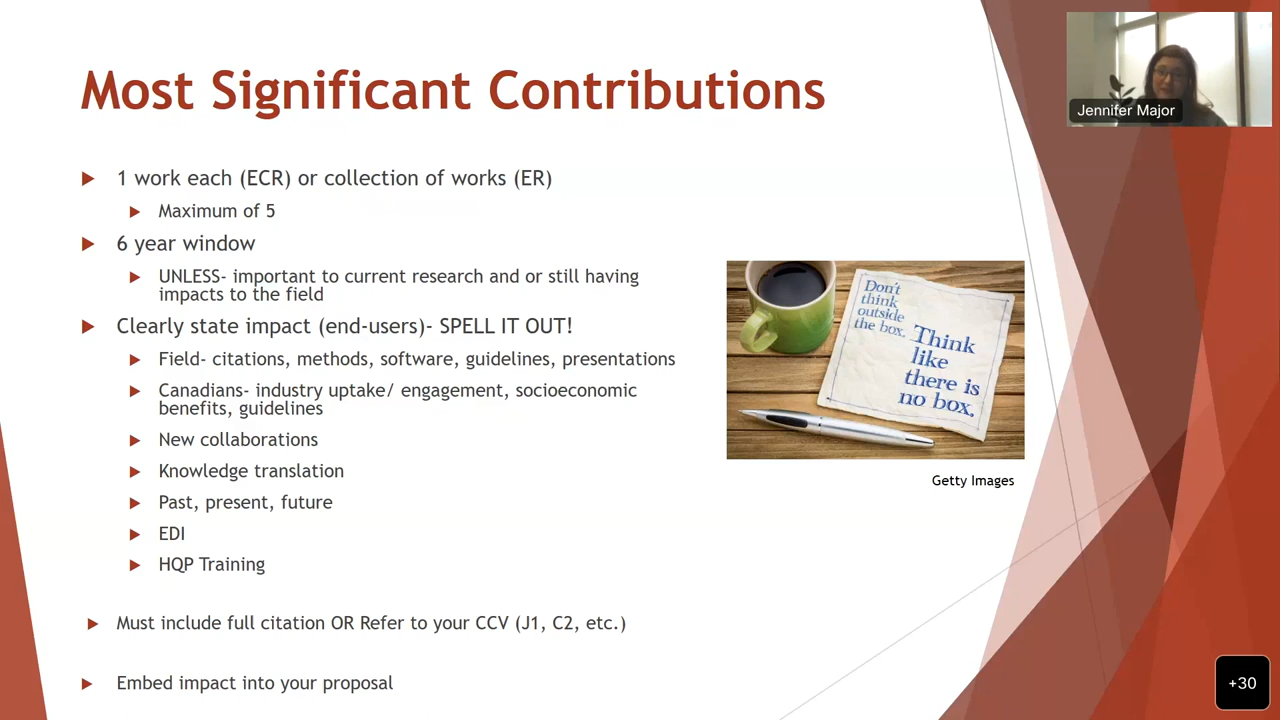 Most Significant Contributions
Jennifer Major
1 work each (ECR) or collection of works (ER)
Maximum of 5
6 year window
UNLESS- important to current research and or still having
impacts to the field
Clearly state impact (end-users)- SPELL IT OUT!
Field- citations, methods, software, guidelines, presentations
Canadians- industry uptake/ engagement, socioeconomic
benefits, guidelines
New collaborations
Knowledge translation
Past, present, future
EDI
HQP Training
Must include full citation OR Refer to your CCV (J1, C2, etc.)
Embed impact into your proposal
Don't
think
outside
the box.
Think
like
there is
no box.
Getty Images
+30